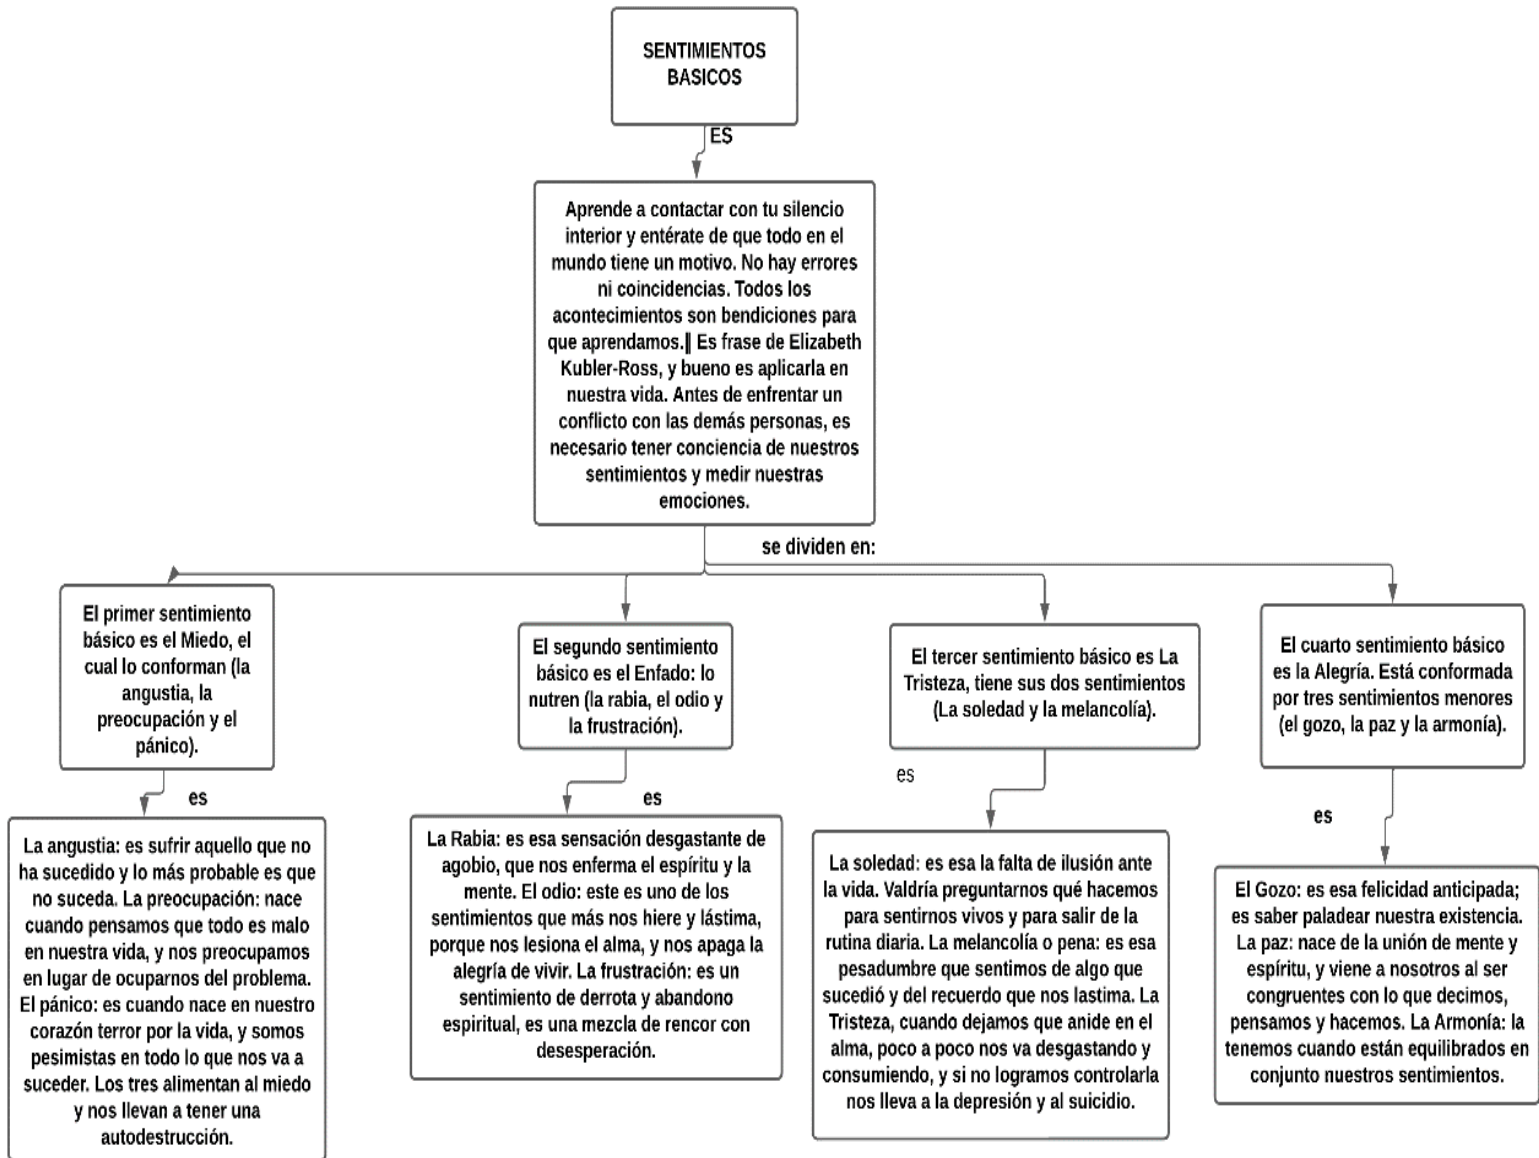 SENTIMIENTOS
BASICOS
ES
Aprende a contactar con tu silencio
interior y entérate de que todo en el
mundo tiene un motivo. No hay errores
ni coincidencias. Todos los
acontecimientos son bendiciones para
que aprendamos.‖ Es frase de Elizabeth
Kubler-Ross, y bueno es aplicarla en
nuestra vida. Antes de enfrentar un
conflicto con las demás personas, es
necesario tener conciencia de nuestros
sentimientos y medir nuestras
emociones.
se dividen en:
El primer sentimiento
básico es el Miedo, el
cual lo conforman (la
angustia, la
preocupación y el
pánico).
es
La angustia: es sufrir aquello que no
ha sucedido y lo más probable es que
no suceda. La preocupación: nace
cuando pensamos que todo es malo
en nuestra vida, y nos preocupamos
en lugar de ocuparnos del problema.
El pánico: es cuando nace en nuestro
corazón terror por la vida, y somos
pesimistas en todo lo que nos va a
suceder. Los tres alimentan al miedo
y nos llevan a tener una
autodestrucción.
El segundo sentimiento
básico es el Enfado: lo
nutren (la rabia, el odio y
la frustración).
es
La Rabia: es esa sensación desgastante de
agobio, que nos enferma el espíritu y la
mente. El odio: este es uno de los
sentimientos que más nos hiere y lástima,
porque nos lesiona el alma, y nos apaga la
alegría de vivir. La frustración: es un
sentimiento de derrota y abandono
espiritual, es una mezcla de rencor con
desesperación.
El tercer sentimiento básico es La
Tristeza, tiene sus dos sentimientos
(La soledad y la melancolía).
es
La soledad: es esa la falta de ilusión ante
la vida. Valdría preguntarnos qué hacemos
para sentirnos vivos y para salir de la
rutina diaria. La melancolía o pena: es esa
pesadumbre que sentimos de algo que
sucedió y del recuerdo que nos lastima. La
Tristeza, cuando dejamos que anide en el
alma, poco a poco nos va desgastando y
consumiendo, y si no logramos controlarla
nos lleva a la depresión y al suicidio.
El cuarto sentimiento básico
es la Alegría. Está conformada
por tres sentimientos menores
(el gozo, la paz y la armonía).
es
El Gozo: es esa felicidad anticipada;
es saber paladear nuestra existencia.
La paz: nace de la unión de mente y
espíritu, y viene a nosotros al ser
congruentes con lo que decimos,
pensamos y hacemos. La Armonía: la
tenemos cuando están equilibrados en
conjunto nuestros sentimientos.